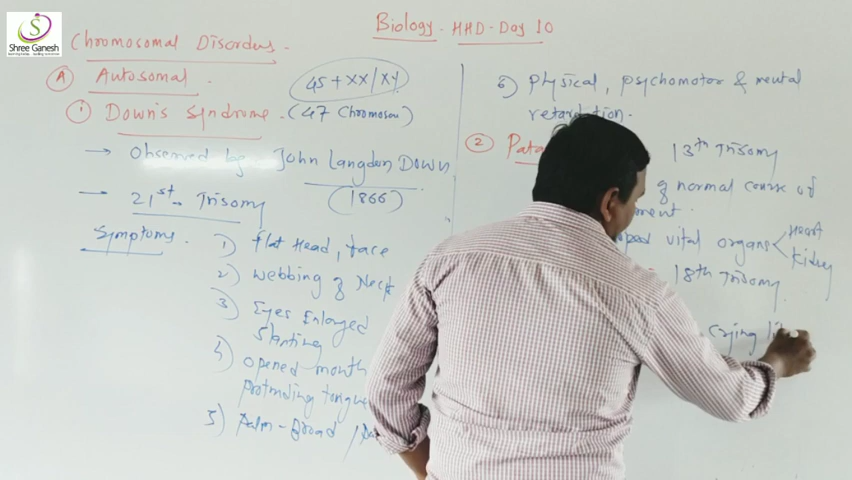 Shree Ganesh
Biology - HHD - Day 10
Chromosomal Disorders.
A Autosomal.
45 + XX / XY
1 Down's Syndrome - (47 Chromosom)
→ Observed by John Langdon Down
(1866)
→ 21st - Trisomy
Symptoms.
1) flat Head, face
2) Webbing of Neck
3) Eyes Enlarged
Slanting
4) opened mouth
protruding tongue
5) Palm - Broad /
6) Physical, psychomotor & mental
retardation.
2 Pata
13th Trisomy
of normal course of
ment.
oped vital organs < Heart
Kidney
18th Trisomy
crying li